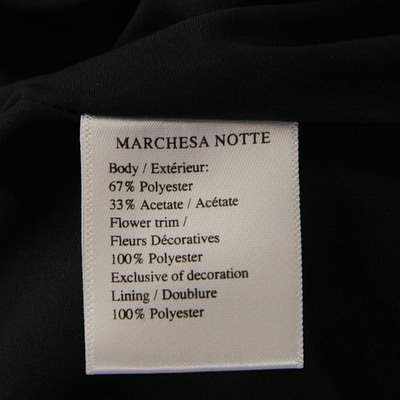 MARCHESA NOTTE
Body / Extérieur:
67% Polyester
33% Acetate / Acétate
Flower trim /
Fleurs Décoratives
100% Polyester
Exclusive of decoration
Lining / Doublure
100% Polyester